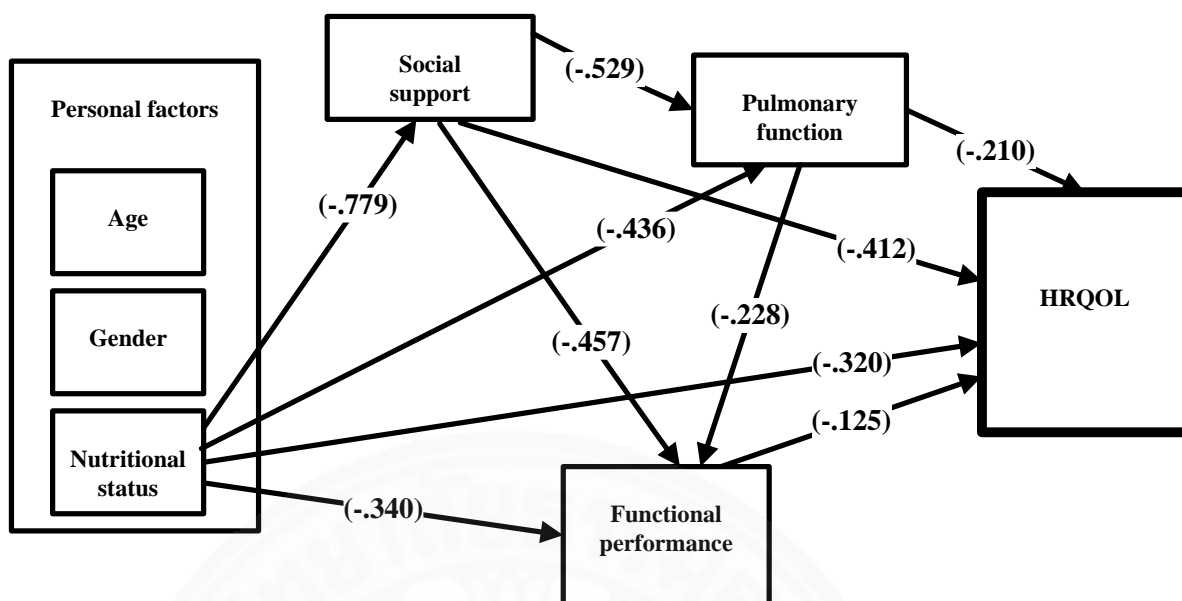 Personal factors
Age
Gender
Nutritional
status
Social
support
(-.529)
Pulmonary
function
(-.210)
(-.779)
(-.436)
(-.412)
(-.228)
(-.457)
(-.320)
(-.125)
(-.340)
HRQOL
Functional
performance